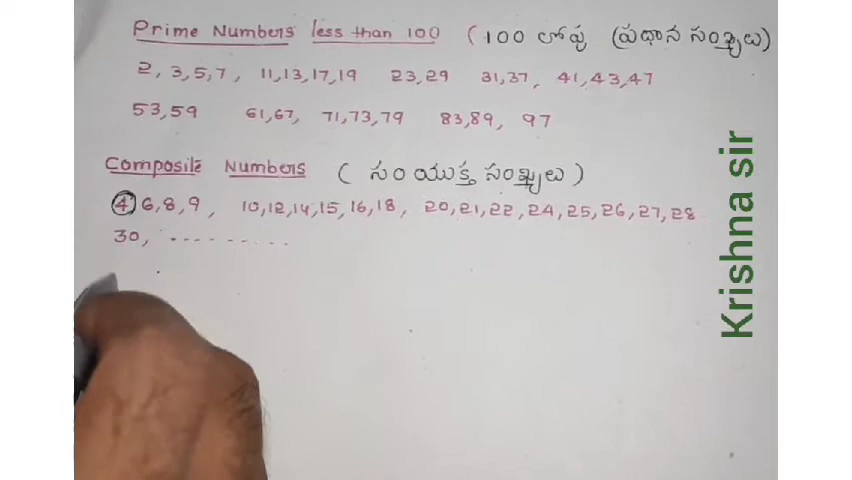 Prime Numbers less than 100 (100 లోపు (ప్రధాన సంఖ్యలు)
2, 3, 5, 7, 11, 13, 17, 19 23, 29 31, 37, 41, 43, 47
53, 59 61, 67, 71, 73, 79 83, 89, 97
Composite Numbers (సంయుక్త సంఖ్యలు)
4 6, 8, 9, 10, 12, 14, 15, 16, 18, 20, 21, 22, 24, 25, 26, 27, 28
30, ..........
Krishna sir